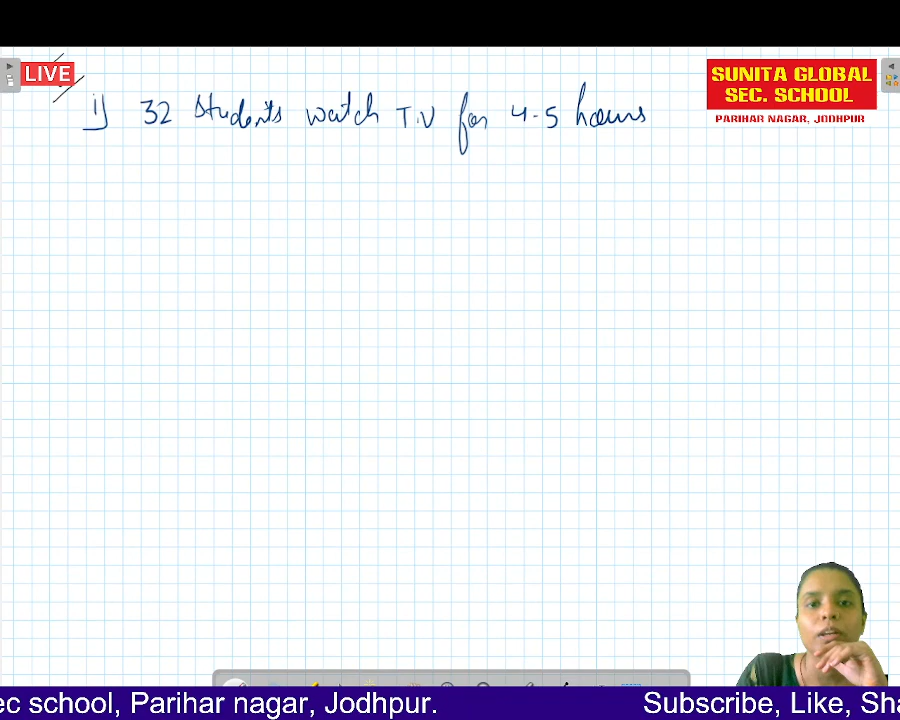 LIVE
SUNITA GLOBAL
SEC. SCHOOL
PARIHAR NAGAR, JODHPUR
i) 32 students watch T.V for 4-5 hours
ec school, Parihar nagar, Jodhpur. Subscribe, Like, Sha